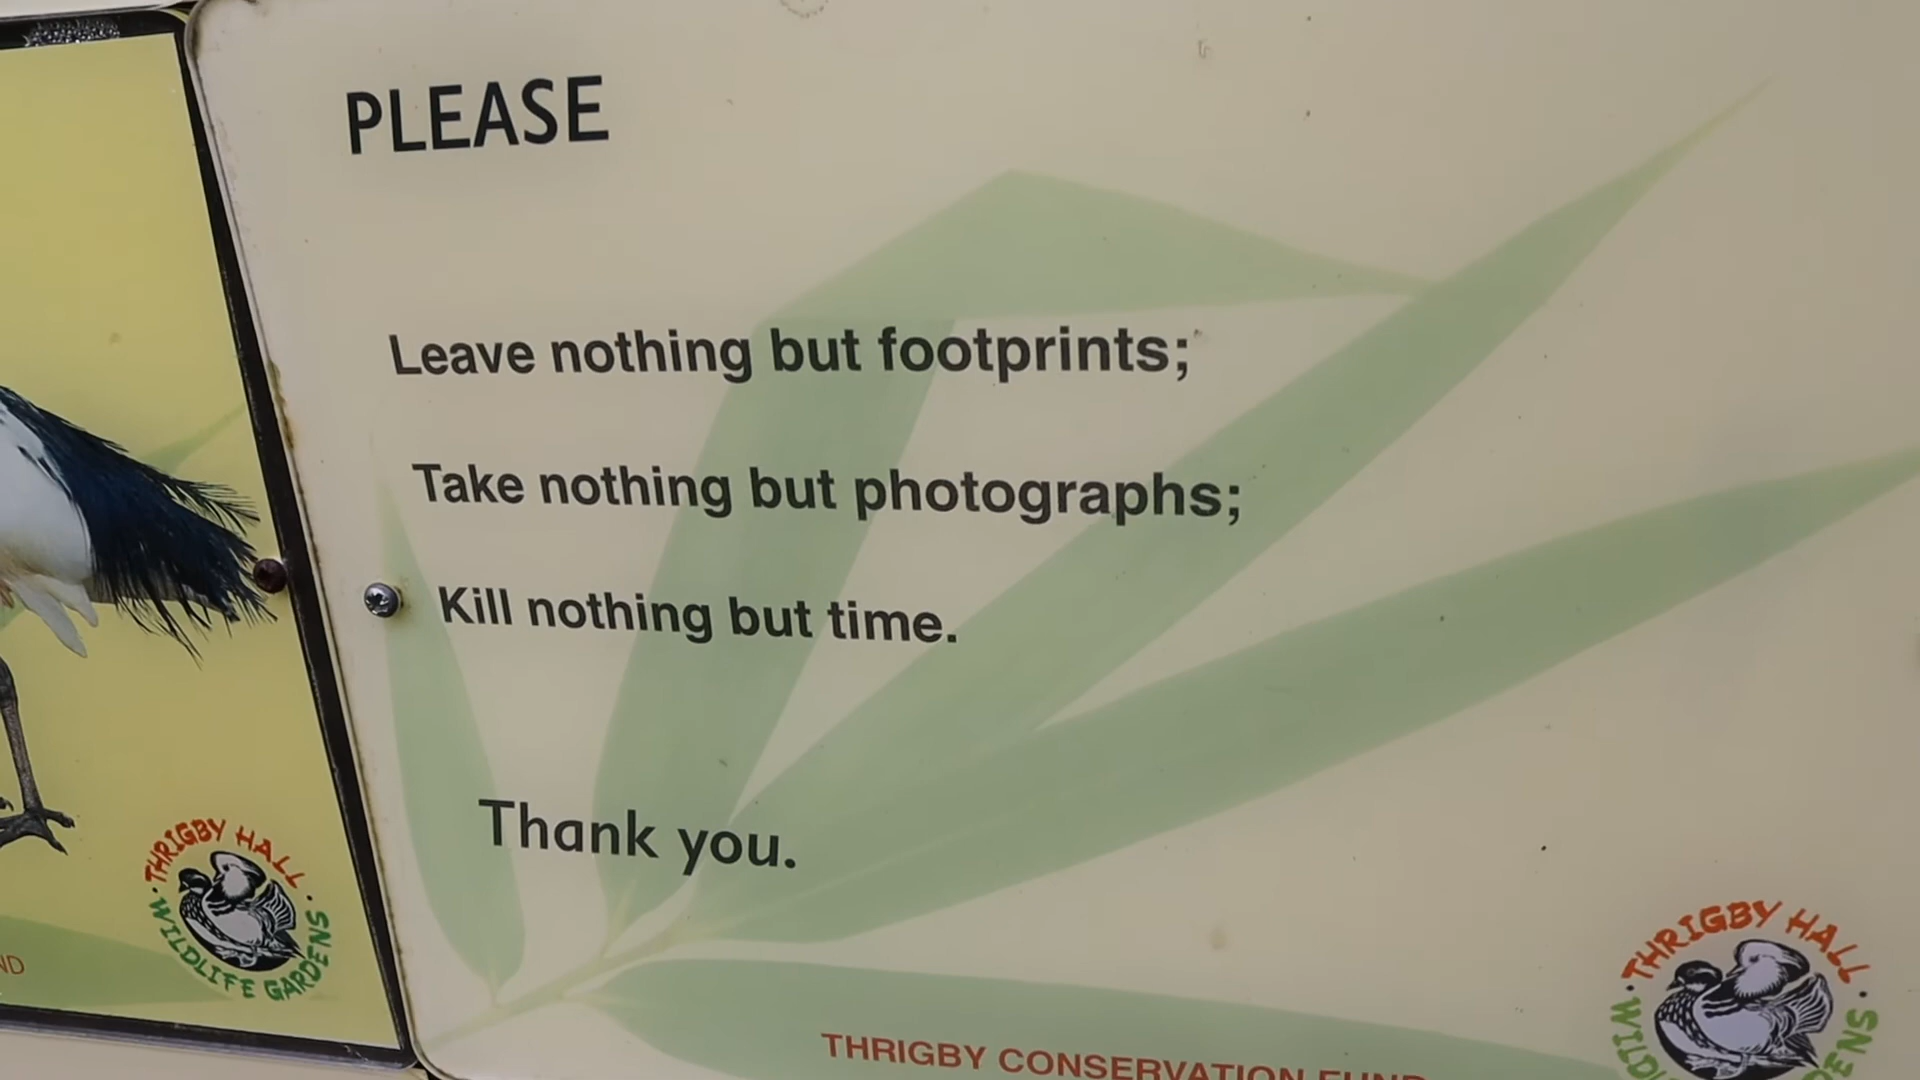 PLEASE
Leave nothing but footprints;
Take nothing but photographs;
Kill nothing but time.
Thank you.
THRIGBY HALL
WILDLIFE GARDENS
THRIGBY CONSERVATION FUND
THRIGBY HALL